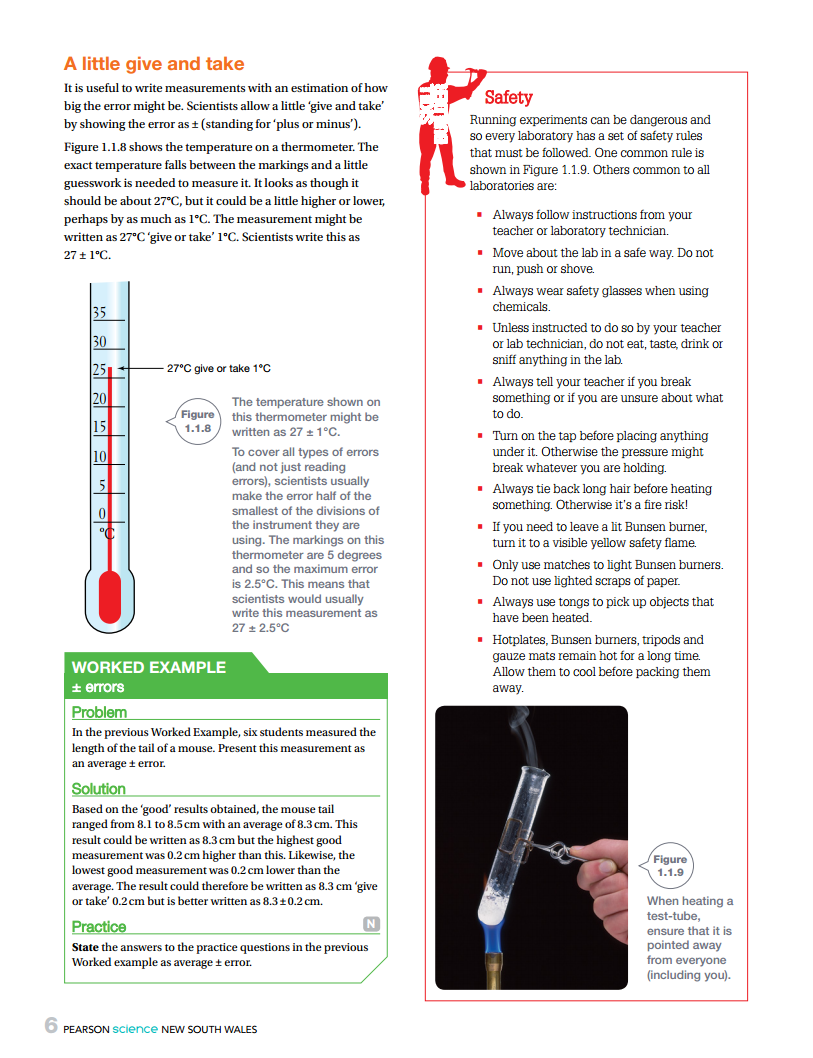 A little give and take
It is useful to write measurements with an estimation of how
big the error might be. Scientists allow a little ‘give and take’
by showing the error as ± (standing for ‘plus or minus’).
Figure 1.1.8 shows the temperature on a thermometer. The
exact temperature falls between the markings and a little
guesswork is needed to measure it. It looks as though it
should be about 27°C, but it could be a little higher or lower,
perhaps by as much as 1°C. The measurement might be
written as 27°C ‘give or take’ 1°C. Scientists write this as
27 ± 1°C.
35
30
25
20
15
10
5
0
°C
27°C give or take 1°C
Figure
1.1.8
The temperature shown on
this thermometer might be
written as 27 ± 1°C.
To cover all types of errors
(and not just reading
errors), scientists usually
make the error half of the
smallest of the divisions of
the instrument they are
using. The markings on this
thermometer are 5 degrees
and so the maximum error
is 2.5°C. This means that
scientists would usually
write this measurement as
27 ± 2.5°C
WORKED EXAMPLE
± errors
Problem
In the previous Worked Example, six students measured the
length of the tail of a mouse. Present this measurement as
an average ± error.
Solution
Based on the ‘good’ results obtained, the mouse tail
ranged from 8.1 to 8.5 cm with an average of 8.3 cm. This
result could be written as 8.3 cm but the highest good
measurement was 0.2 cm higher than this. Likewise, the
lowest good measurement was 0.2 cm lower than the
average. The result could therefore be written as 8.3 cm ‘give
or take’ 0.2 cm but is better written as 8.3 ± 0.2 cm.
Practice
N
State the answers to the practice questions in the previous
Worked example as average ± error.
Safety
Running experiments can be dangerous and
so every laboratory has a set of safety rules
that must be followed. One common rule is
shown in Figure 1.1.9. Others common to all
laboratories are:
▪ Always follow instructions from your
teacher or laboratory technician.
▪ Move about the lab in a safe way. Do not
run, push or shove.
▪ Always wear safety glasses when using
chemicals.
▪ Unless instructed to do so by your teacher
or lab technician, do not eat, taste, drink or
sniff anything in the lab.
▪ Always tell your teacher if you break
something or if you are unsure about what
to do.
▪ Turn on the tap before placing anything
under it. Otherwise the pressure might
break whatever you are holding.
▪ Always tie back long hair before heating
something. Otherwise it’s a fire risk!
▪ If you need to leave a lit Bunsen burner,
turn it to a visible yellow safety flame.
▪ Only use matches to light Bunsen burners.
Do not use lighted scraps of paper.
▪ Always use tongs to pick up objects that
have been heated.
▪ Hotplates, Bunsen burners, tripods and
gauze mats remain hot for a long time.
Allow them to cool before packing them
away.
Figure
1.1.9
When heating a
test-tube,
ensure that it is
pointed away
from everyone
(including you).
6 PEARSON science NEW SOUTH WALES